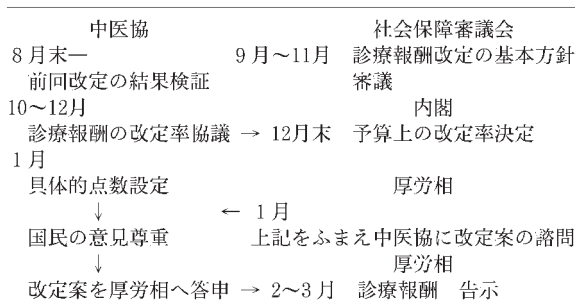 中医協　社会保障審議会
8月末―　9月～11月　診療報酬改定の基本方針
前回改定の結果検証　審議
10～12月　内閣
診療報酬の改定率協議 → 12月末　予算上の改定率決定
1月
具体的点数設定　厚労相
↓　← 1月
国民の意見尊重　上記をふまえ中医協に改定案の諮問
↓　厚労相
改定案を厚労相へ答申 → 2～3月　診療報酬　告示